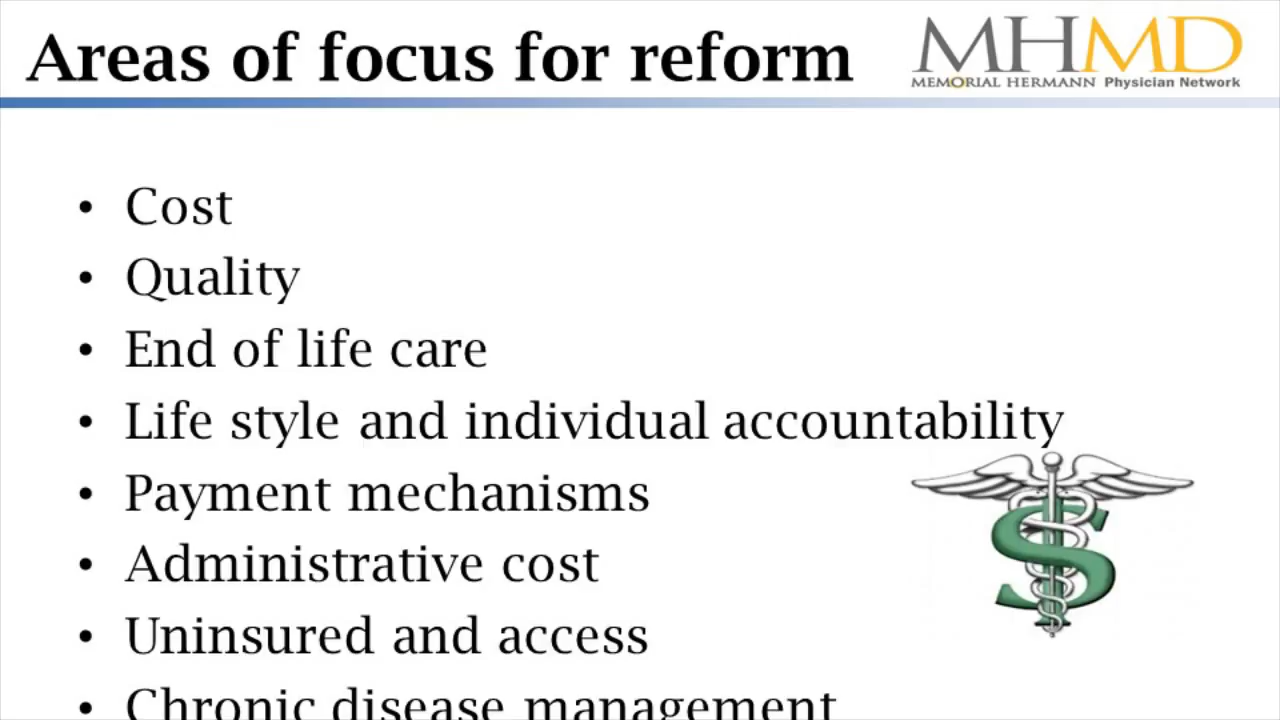 Areas of focus for reform
MHMD
MEMORIAL HERMANN Physician Network
• Cost
• Quality
• End of life care
• Life style and individual accountability
• Payment mechanisms
• Administrative cost
• Uninsured and access
• Chronic disease management